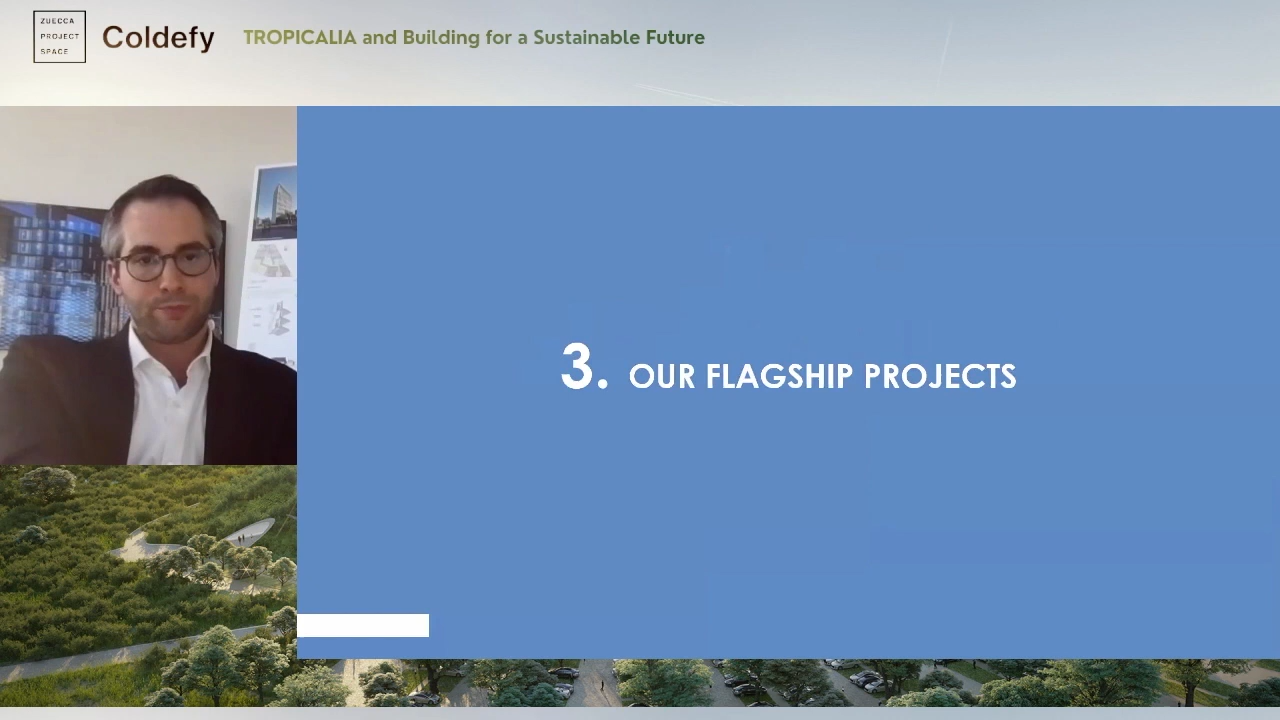 ZUECCA
PROJECT
SPACE
Coldefy
TROPICALIA and Building for a Sustainable Future
3. OUR FLAGSHIP PROJECTS